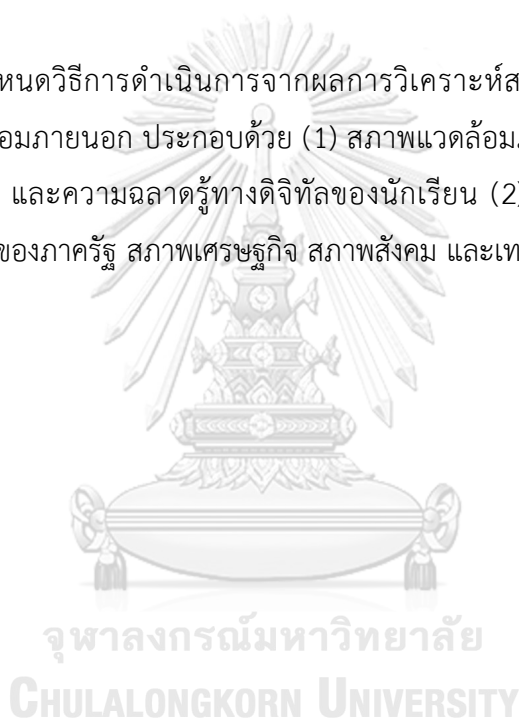 หนดวิธีการดำเนินการจากผลการวิเคราะห์ส
อมภายนอก ประกอบด้วย (1) สภาพแวดล้อม
และความฉลาดรู้ทางดิจิทัลของนักเรียน (2)
ของภาครัฐ สภาพเศรษฐกิจ สภาพสังคม และเท
จุฬาลงกรณ์มหาวิทยาลัย
CHULALONGKORN UNIVERSITY